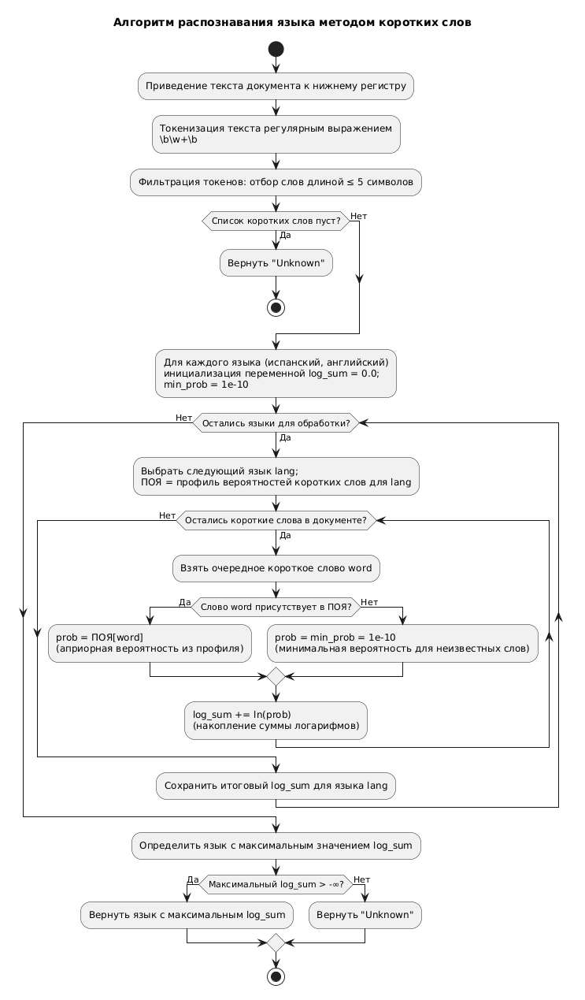 Алгоритм распознавания языка методом коротких слов
Приведение текста документа к нижнему регистру
Токенизация текста регулярным выражением
\b\w+\b
Фильтрация токенов: отбор слов длиной ≤ 5 символов
Список коротких слов пуст?
Нет
Да
Вернуть "Unknown"
Для каждого языка (испанский, английский)
инициализация переменной log_sum = 0.0;
min_prob = 1e-10
Нет
Остались языки для обработки?
Да
Выбрать следующий язык lang;
ПОЯ = профиль вероятностей коротких слов для lang
Нет
Остались короткие слова в документе?
Да
Взять очередное короткое слово word
Да
Слово word присутствует в ПОЯ?
Нет
prob = ПОЯ[word]
(априорная вероятность из профиля)
prob = min_prob = 1e-10
(минимальная вероятность для неизвестных слов)
log_sum += ln(prob)
(накопление суммы логарифмов)
Сохранить итоговый log_sum для языка lang
Определить язык с максимальным значением log_sum
Да
Максимальный log_sum > -∞?
Нет
Вернуть язык с максимальным log_sum
Вернуть "Unknown"